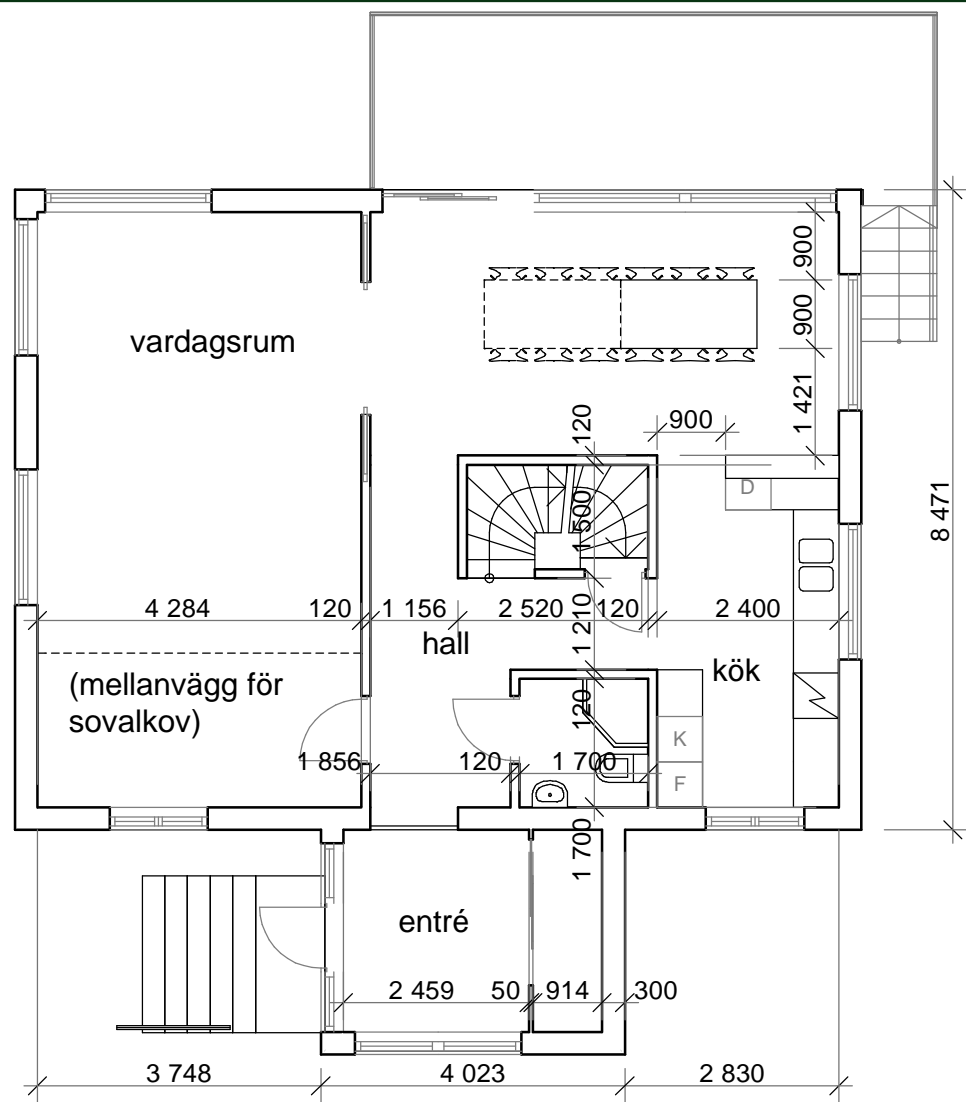 900
vardagsrum
900
1 421
900
120
D
1 500
8 471
4 284
120
1 156
2 520
120
2 400
1 210
hall
kök
(mellanvägg för
sovalkov)
120
K
1 856
120
1 700
F
1 700
entré
2 459
50
914
300
3 748
4 023
2 830